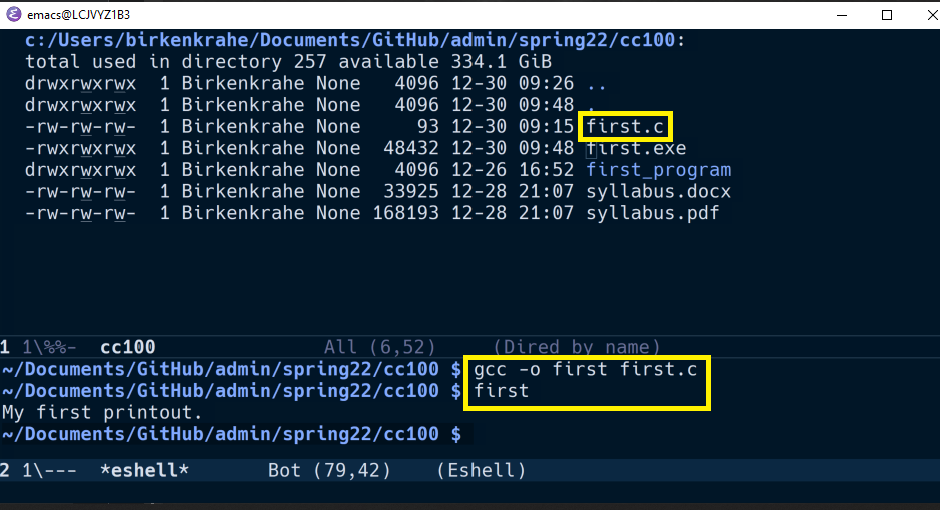 emacs@LCJVYZ1B3
c:/Users/birkenkrahe/Documents/GitHub/admin/spring22/cc100:
total used in directory 257 available 334.1 GiB
drwxrwxrwx  1 Birkenkrahe None   4096 12-30 09:26 ..
drwxrwxrwx  1 Birkenkrahe None   4096 12-30 09:48 .
-rw-rw-rw-  1 Birkenkrahe None     93 12-30 09:15 first.c
-rwxrwxrwx  1 Birkenkrahe None  48432 12-30 09:48 first.exe
drwxrwxrwx  1 Birkenkrahe None   4096 12-26 16:52 first_program
-rw-rw-rw-  1 Birkenkrahe None  33925 12-28 21:07 syllabus.docx
-rw-rw-rw-  1 Birkenkrahe None 168193 12-28 21:07 syllabus.pdf
1 1\%%-  cc100               All (6,52)     (Dired by name)
~/Documents/GitHub/admin/spring22/cc100 $ gcc -o first first.c
~/Documents/GitHub/admin/spring22/cc100 $ first
My first printout.
~/Documents/GitHub/admin/spring22/cc100 $
2 1\---  *eshell*       Bot (79,42)    (Eshell)